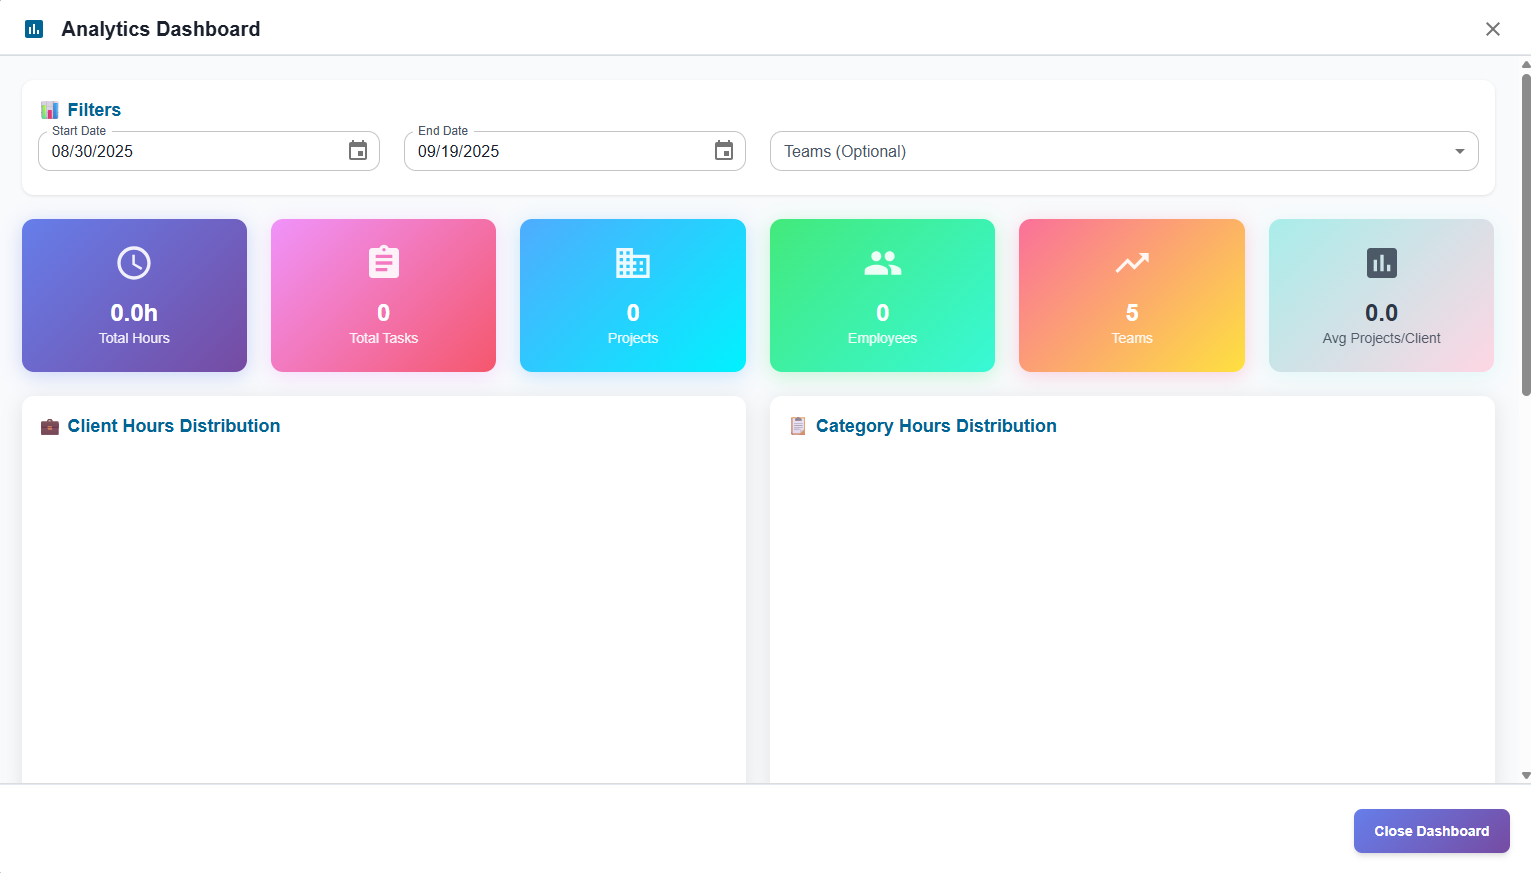 Analytics Dashboard
Filters
Start Date
08/30/2025
End Date
09/19/2025
Teams (Optional)
0.0h
Total Hours
0
Total Tasks
0
Projects
0
Employees
5
Teams
0.0
Avg Projects/Client
Client Hours Distribution
Category Hours Distribution
Close Dashboard